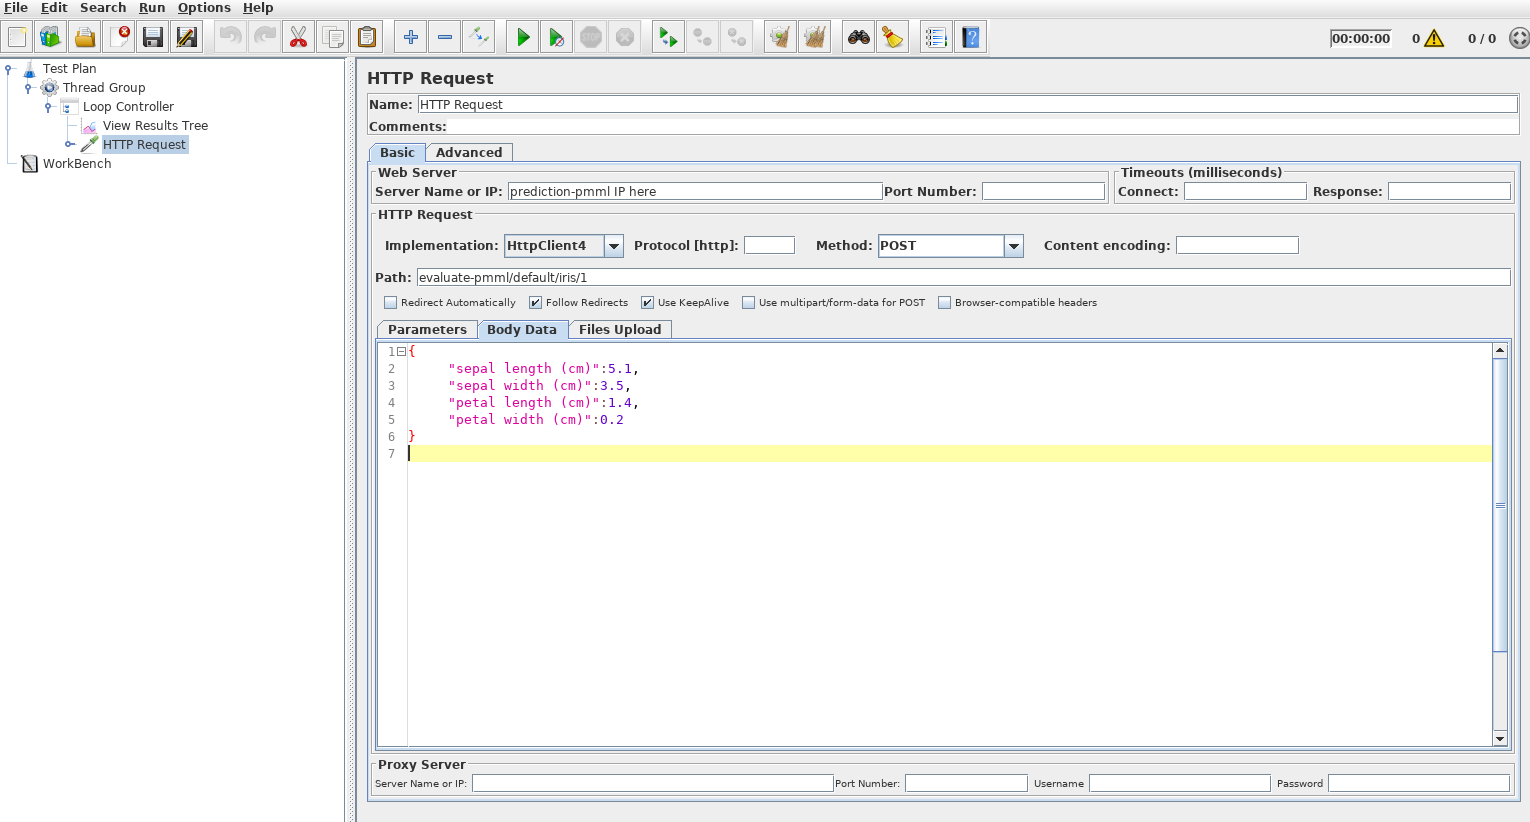 File Edit Search Run Options Help
STOP 00:00:00 0 0 / 0
Test Plan
Thread Group
Loop Controller
View Results Tree
HTTP Request
WorkBench
HTTP Request
Name: HTTP Request
Comments:
Basic Advanced
Web Server
Server Name or IP: prediction-pmml IP here Port Number:
Timeouts (milliseconds)
Connect: Response:
HTTP Request
Implementation: HttpClient4 Protocol [http]: Method: POST Content encoding:
Path: evaluate-pmml/default/iris/1
Redirect Automatically Follow Redirects Use KeepAlive Use multipart/form-data for POST Browser-compatible headers
Parameters Body Data Files Upload
1 {
2 "sepal length (cm)":5.1,
3 "sepal width (cm)":3.5,
4 "petal length (cm)":1.4,
5 "petal width (cm)":0.2
6 }
7
Proxy Server
Server Name or IP: Port Number: Username Password